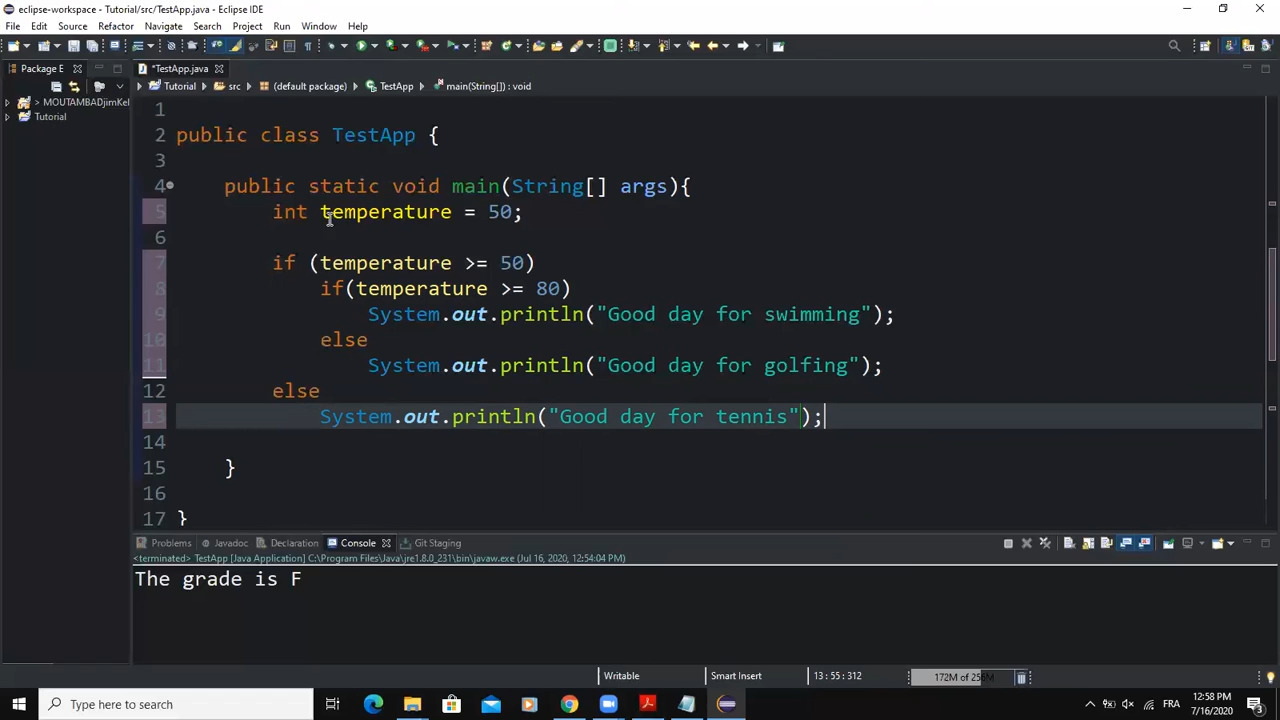 eclipse-workspace - Tutorial/src/TestApp.java - Eclipse IDE
File Edit Source Refactor Navigate Search Project Run Window Help
Package E
*TestApp.java
Tutorial src (default package) TestApp main(String[]) : void
> MOUTAMBADjimKel
Tutorial
1
2 public class TestApp {
3
4 public static void main(String[] args){
5 int temperature = 50;
6
7 if (temperature >= 50)
8 if(temperature >= 80)
9 System.out.println("Good day for swimming");
10 else
11 System.out.println("Good day for golfing");
12 else
13 System.out.println("Good day for tennis");
14
15 }
16
17 }
Problems Javadoc Declaration Console Git Staging
<terminated> TestApp [Java Application] C:\Program Files\Java\jre1.8.0_231\bin\javaw.exe (Jul 16, 2020, 12:54:04 PM)
The grade is F
Writable Smart Insert 13 : 55 : 312 172M of 256M
Type here to search
FRA
12:58 PM
7/16/2020
3